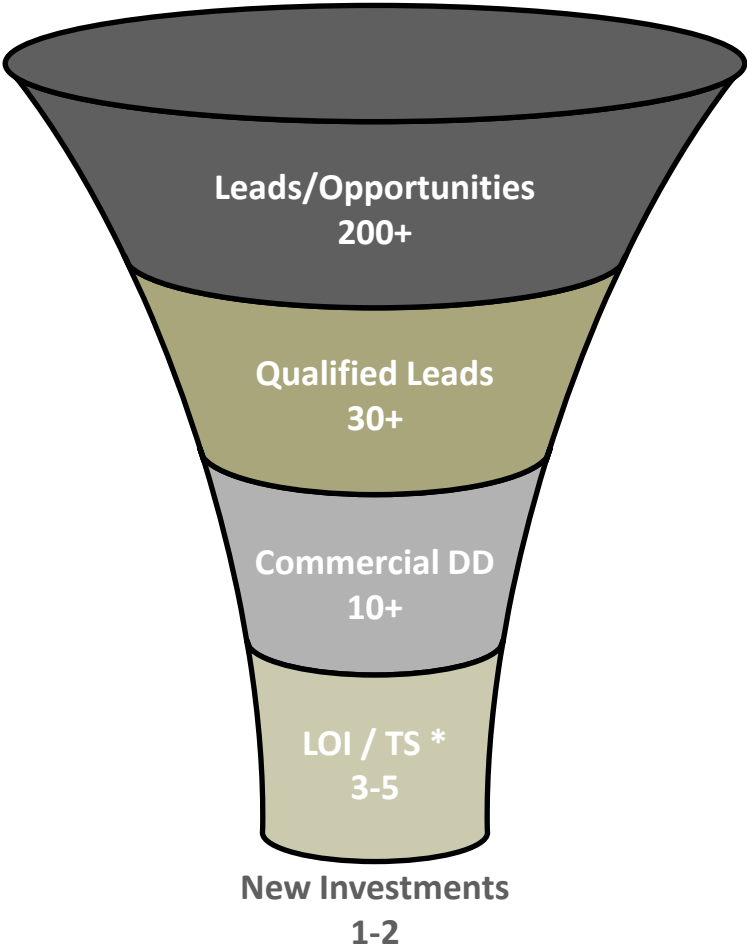 Leads/Opportunities
200+
Qualified Leads
30+
Commercial DD
10+
LOI / TS *
3-5
New Investments
1-2